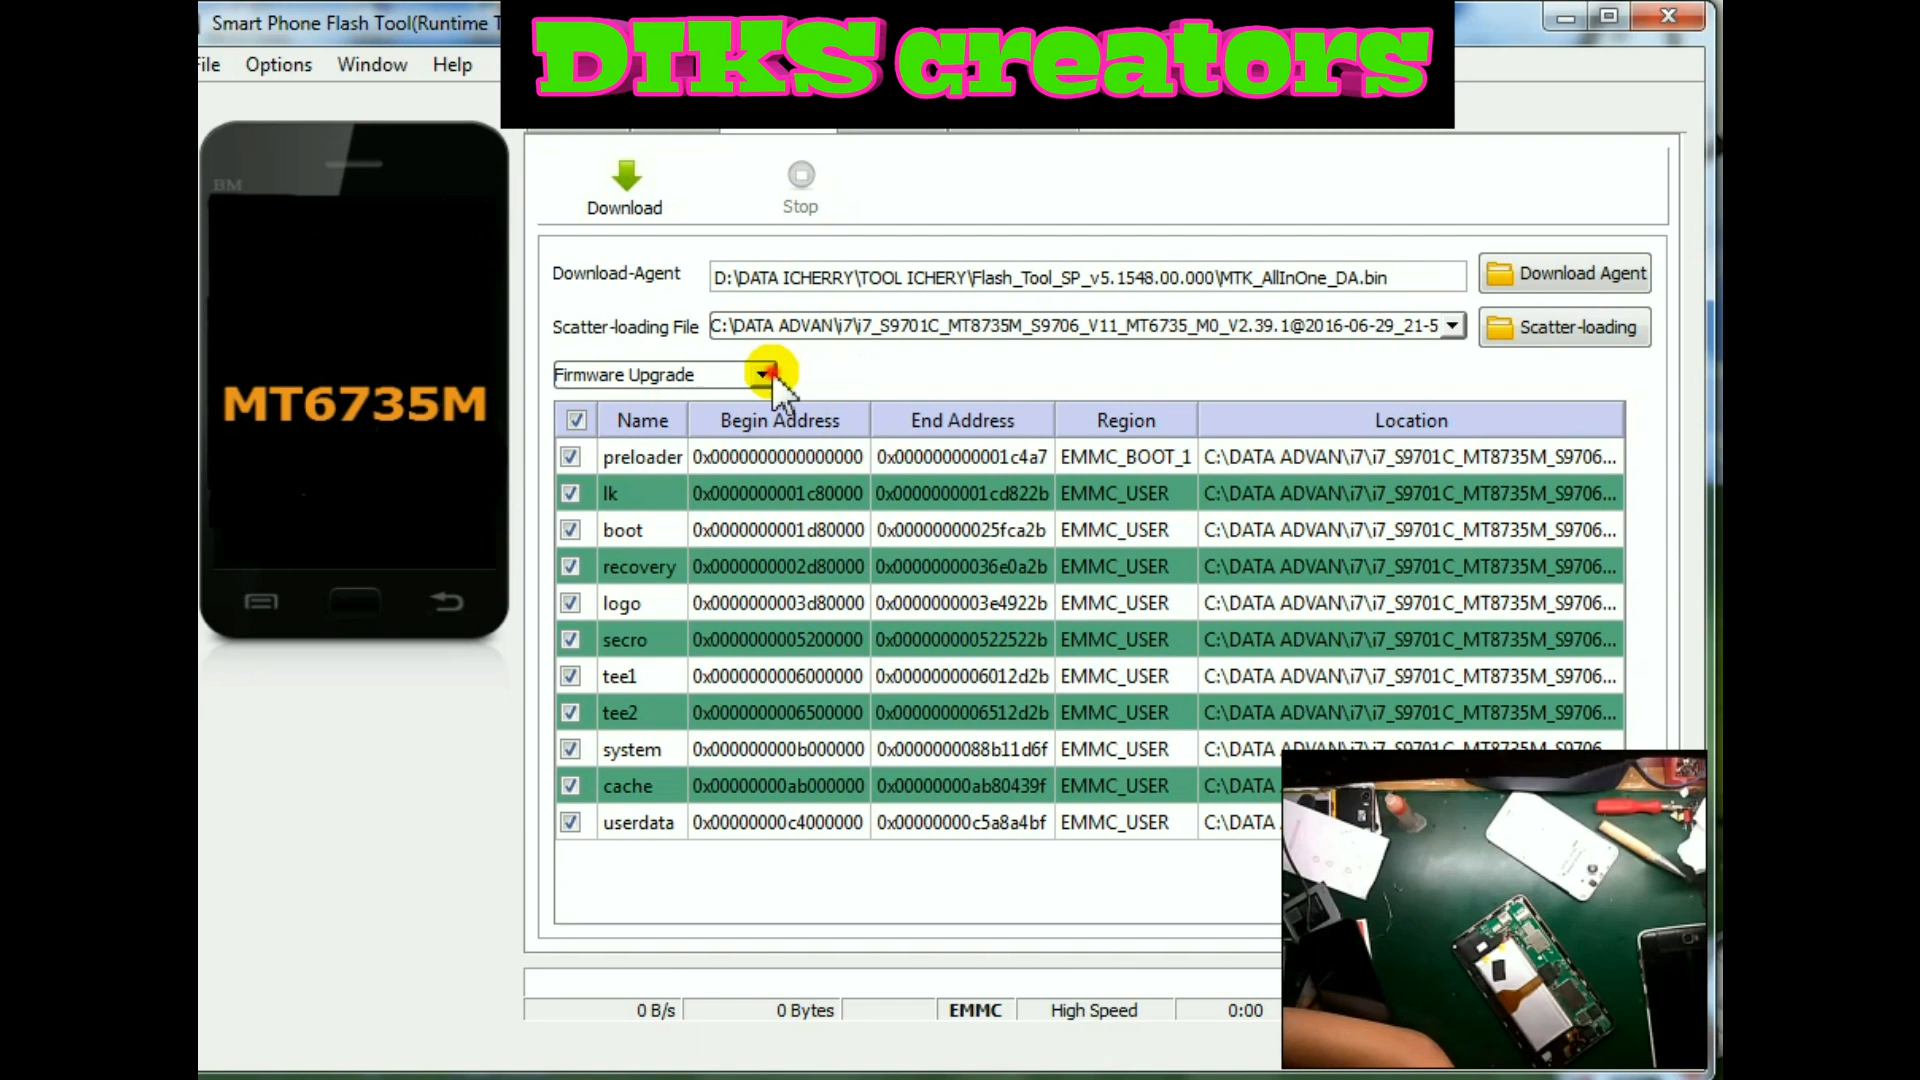 Smart Phone Flash Tool(Runtime T
DIKS creators
File Options Window Help
BM
MT6735M
Download Stop
Download-Agent D:\DATA ICHERRY\TOOL ICHERY\Flash_Tool_SP_v5.1548.00.000\MTK_AllInOne_DA.bin Download Agent
Scatter-loading File C:\DATA ADVAN\i7\i7_S9701C_MT8735M_S9706_V11_MT6735_M0_V2.39.1@2016-06-29_21-5 Scatter-loading
Firmware Upgrade
Name Begin Address End Address Region Location
preloader 0x0000000000000000 0x000000000001c4a7 EMMC_BOOT_1 C:\DATA ADVAN\i7\i7_S9701C_MT8735M_S9706...
lk 0x0000000001c80000 0x0000000001cd822b EMMC_USER C:\DATA ADVAN\i7\i7_S9701C_MT8735M_S9706...
boot 0x0000000001d80000 0x00000000025fca2b EMMC_USER C:\DATA ADVAN\i7\i7_S9701C_MT8735M_S9706...
recovery 0x0000000002d80000 0x00000000036e0a2b EMMC_USER C:\DATA ADVAN\i7\i7_S9701C_MT8735M_S9706...
logo 0x0000000003d80000 0x0000000003e4922b EMMC_USER C:\DATA ADVAN\i7\i7_S9701C_MT8735M_S9706...
secro 0x0000000005200000 0x000000000522522b EMMC_USER C:\DATA ADVAN\i7\i7_S9701C_MT8735M_S9706...
tee1 0x0000000006000000 0x0000000006012d2b EMMC_USER C:\DATA ADVAN\i7\i7_S9701C_MT8735M_S9706...
tee2 0x0000000006500000 0x0000000006512d2b EMMC_USER C:\DATA ADVAN\i7\i7_S9701C_MT8735M_S9706...
system 0x000000000b000000 0x0000000088b11d6f EMMC_USER C:\DATA ADVAN\i7\i7_S9701C_MT8735M_S9706...
cache 0x00000000ab000000 0x00000000ab80439f EMMC_USER C:\DATA
userdata 0x00000000c4000000 0x00000000c5a8a4bf EMMC_USER C:\DATA
0 B/s 0 Bytes EMMC High Speed 0:00